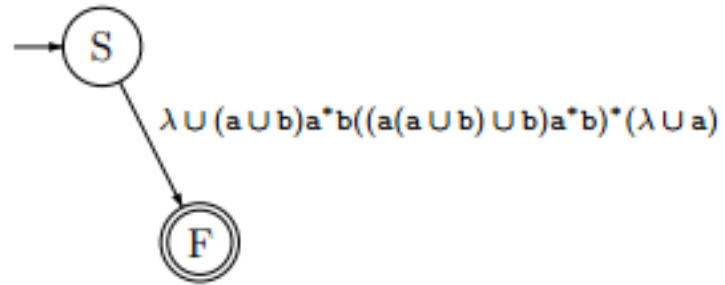 S
λ ∪ (a ∪ b)a*b((a(a ∪ b) ∪ b)a*b)*(λ ∪ a)
F